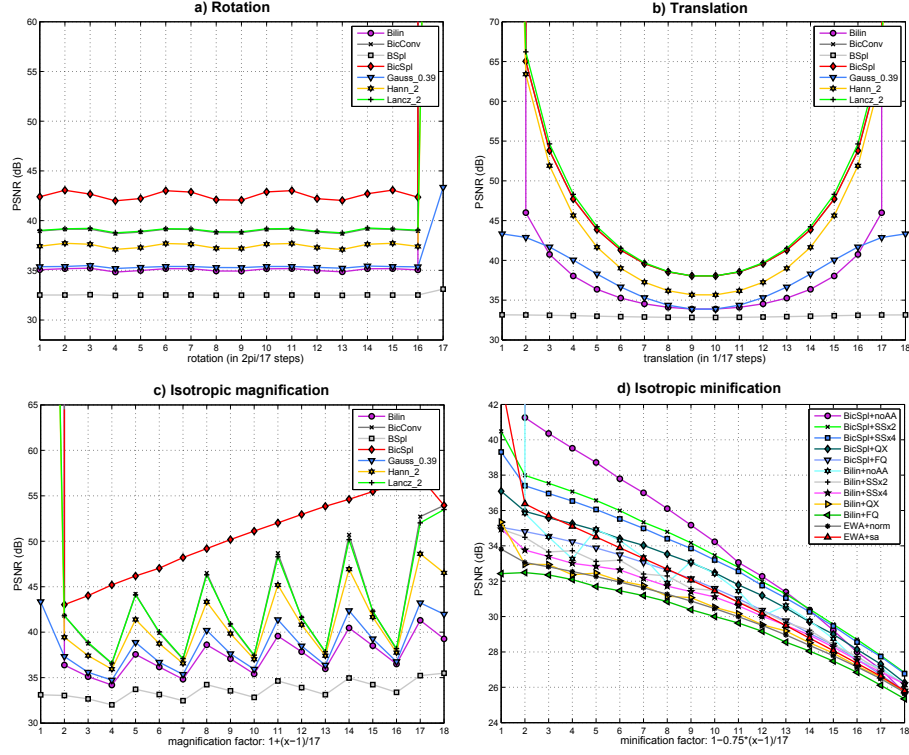 a) Rotation
60
55
50
45
40
35
30
PSNR (dB)
Bilin
BicConv
BSpl
BicSpl
Gauss_0.39
Hann_2
Lancz_2
1 2 3 4 5 6 7 8 9 10 11 12 13 14 15 16 17
rotation (in 2pi/17 steps)
b) Translation
70
65
60
55
50
45
40
35
30
PSNR (dB)
Bilin
BicConv
BSpl
BicSpl
Gauss_0.39
Hann_2
Lancz_2
1 2 3 4 5 6 7 8 9 10 11 12 13 14 15 16 17 18
translation (in 1/17 steps)
c) Isotropic magnification
65
60
55
50
45
40
35
30
PSNR (dB)
Bilin
BicConv
BSpl
BicSpl
Gauss_0.39
Hann_2
Lancz_2
1 2 3 4 5 6 7 8 9 10 11 12 13 14 15 16 17 18
magnification factor: 1+(x−1)/17
d) Isotropic minification
42
40
38
36
34
32
30
28
26
24
PSNR (dB)
BicSpl+noAA
BicSpl+SSx2
BicSpl+SSx4
BicSpl+QX
BicSpl+FQ
Bilin+noAA
Bilin+SSx2
Bilin+SSx4
Bilin+QX
Bilin+FQ
EWA+norm
EWA+sa
1 2 3 4 5 6 7 8 9 10 11 12 13 14 15 16 17 18
minification factor: 1−0.75*(x−1)/17